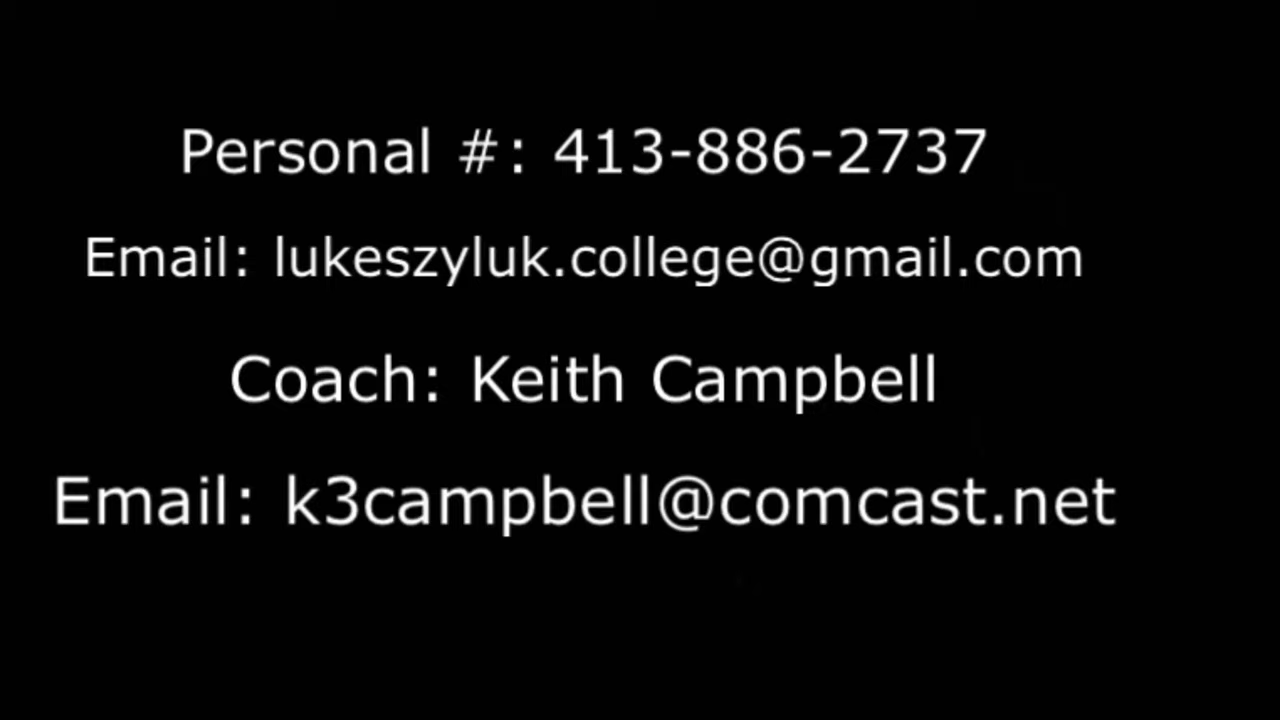 Personal #: 413-886-2737
Email: lukeszyluk.college@gmail.com
Coach: Keith Campbell
Email: k3campbell@comcast.net